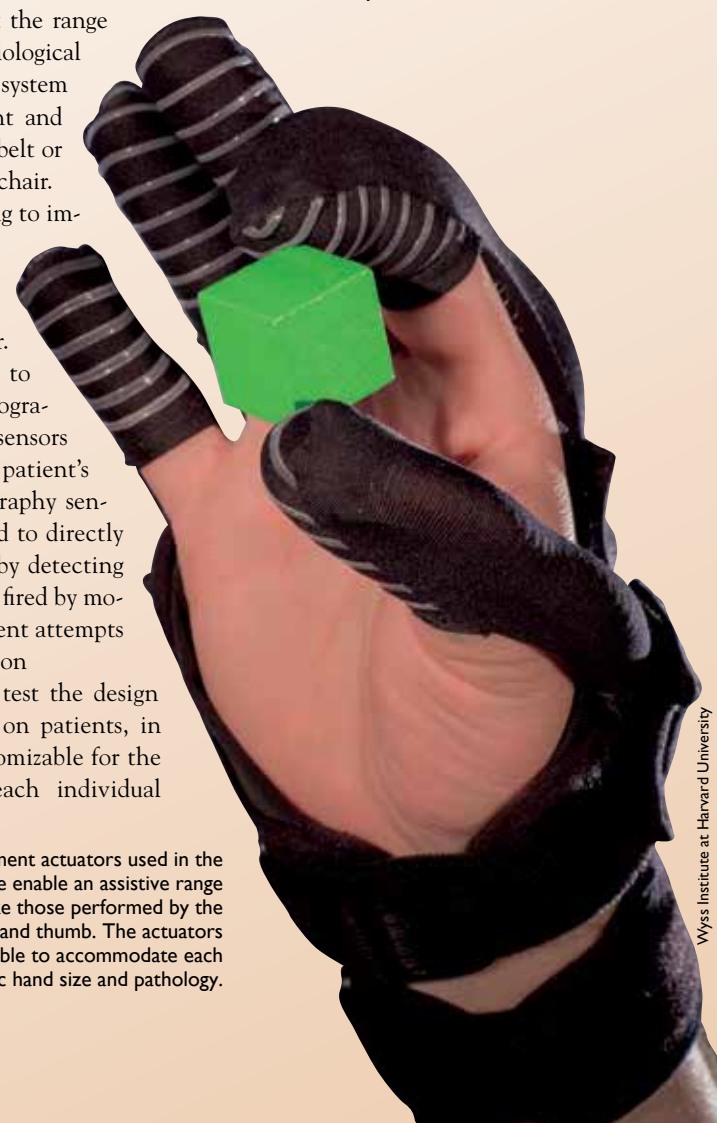 the range
iological
system
nt and
belt or
chair.
g to im-
r.
to
ogra-
sensors
patient's
raphy sen-
d to directly
by detecting
fired by mo-
ent attempts
on
test the design
on patients, in
omizable for the
each individual
ment actuators used in the
e enable an assistive range
ke those performed by the
and thumb. The actuators
ble to accommodate each
c hand size and pathology.
Wyss Institute at Harvard University